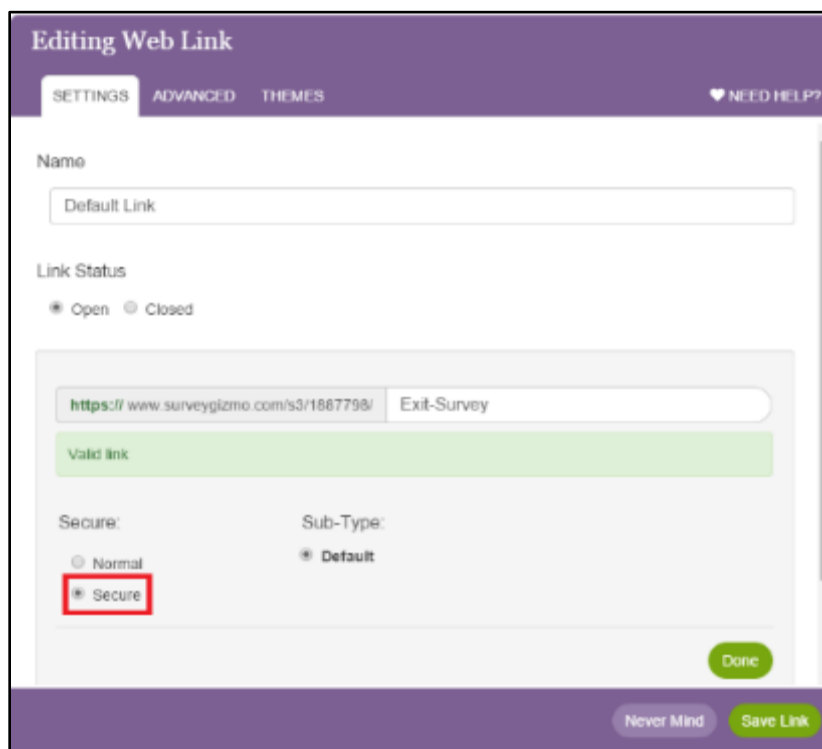 Editing Web Link
SETTINGS ADVANCED THEMES NEED HELP?
Name
Default Link
Link Status
Open Closed
https:// www.surveygizmo.com/s3/1887798/ Exit-Survey
Valid link
Secure: Sub-Type:
Normal Default
Secure
Done
Never Mind Save Link